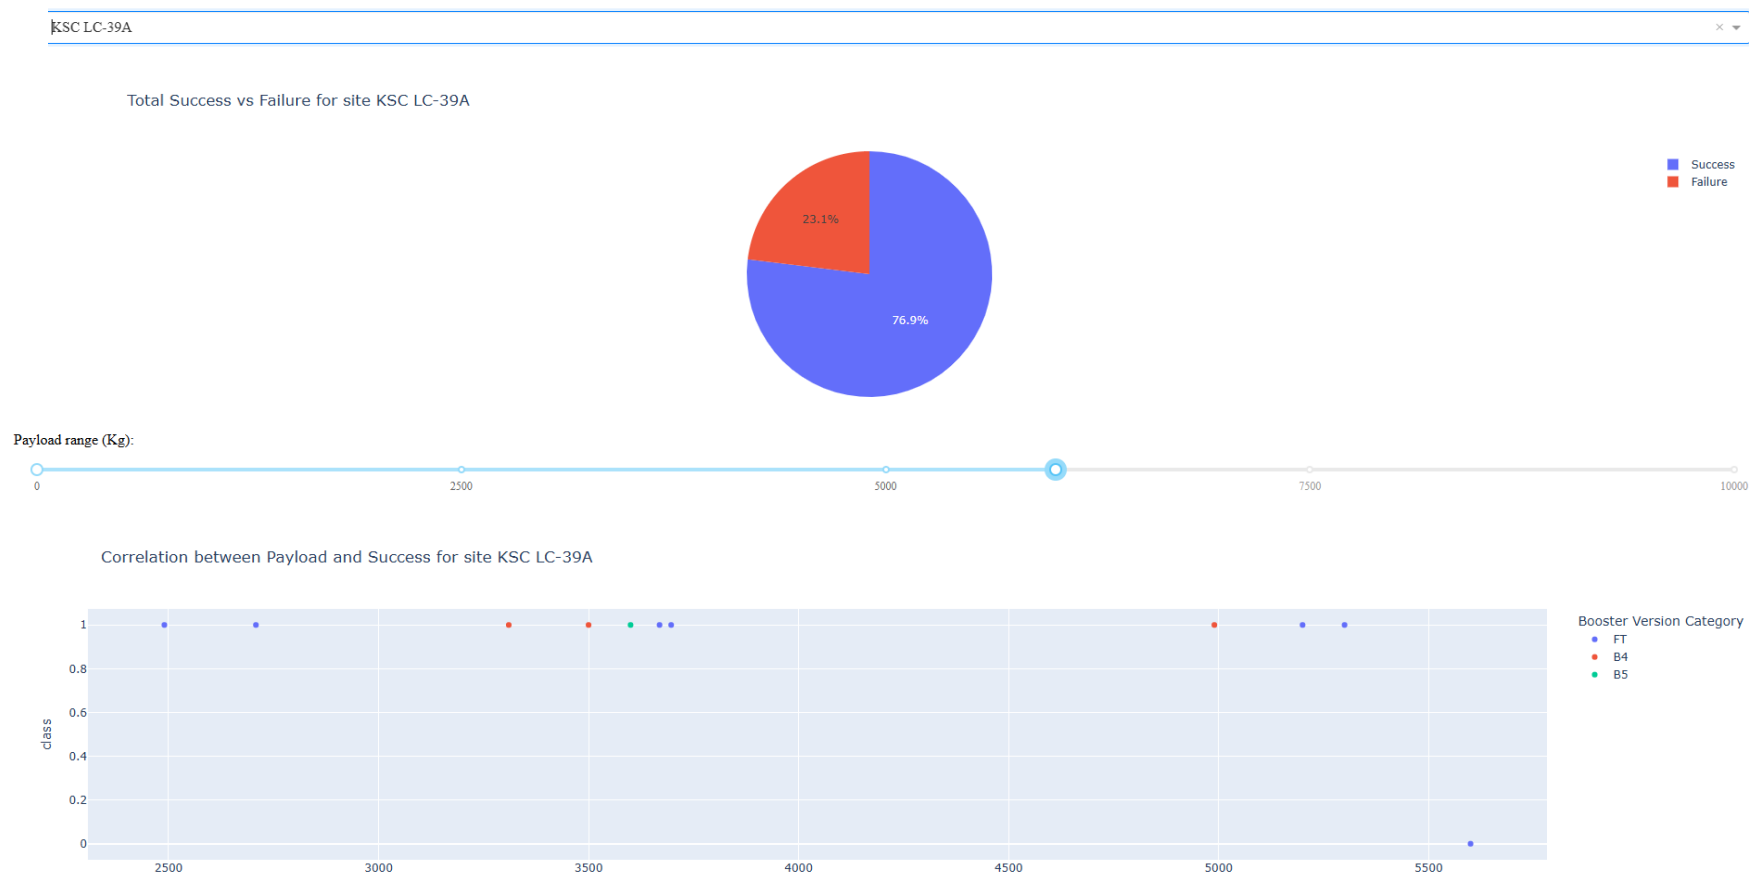 KSC LC-39A
Total Success vs Failure for site KSC LC-39A
Success
Failure
23.1%
76.9%
Payload range (Kg):
0 2500 5000 7500 10000
Correlation between Payload and Success for site KSC LC-39A
Booster Version Category
FT
B4
B5
class
1
0.8
0.6
0.4
0.2
0
2500 3000 3500 4000 4500 5000 5500